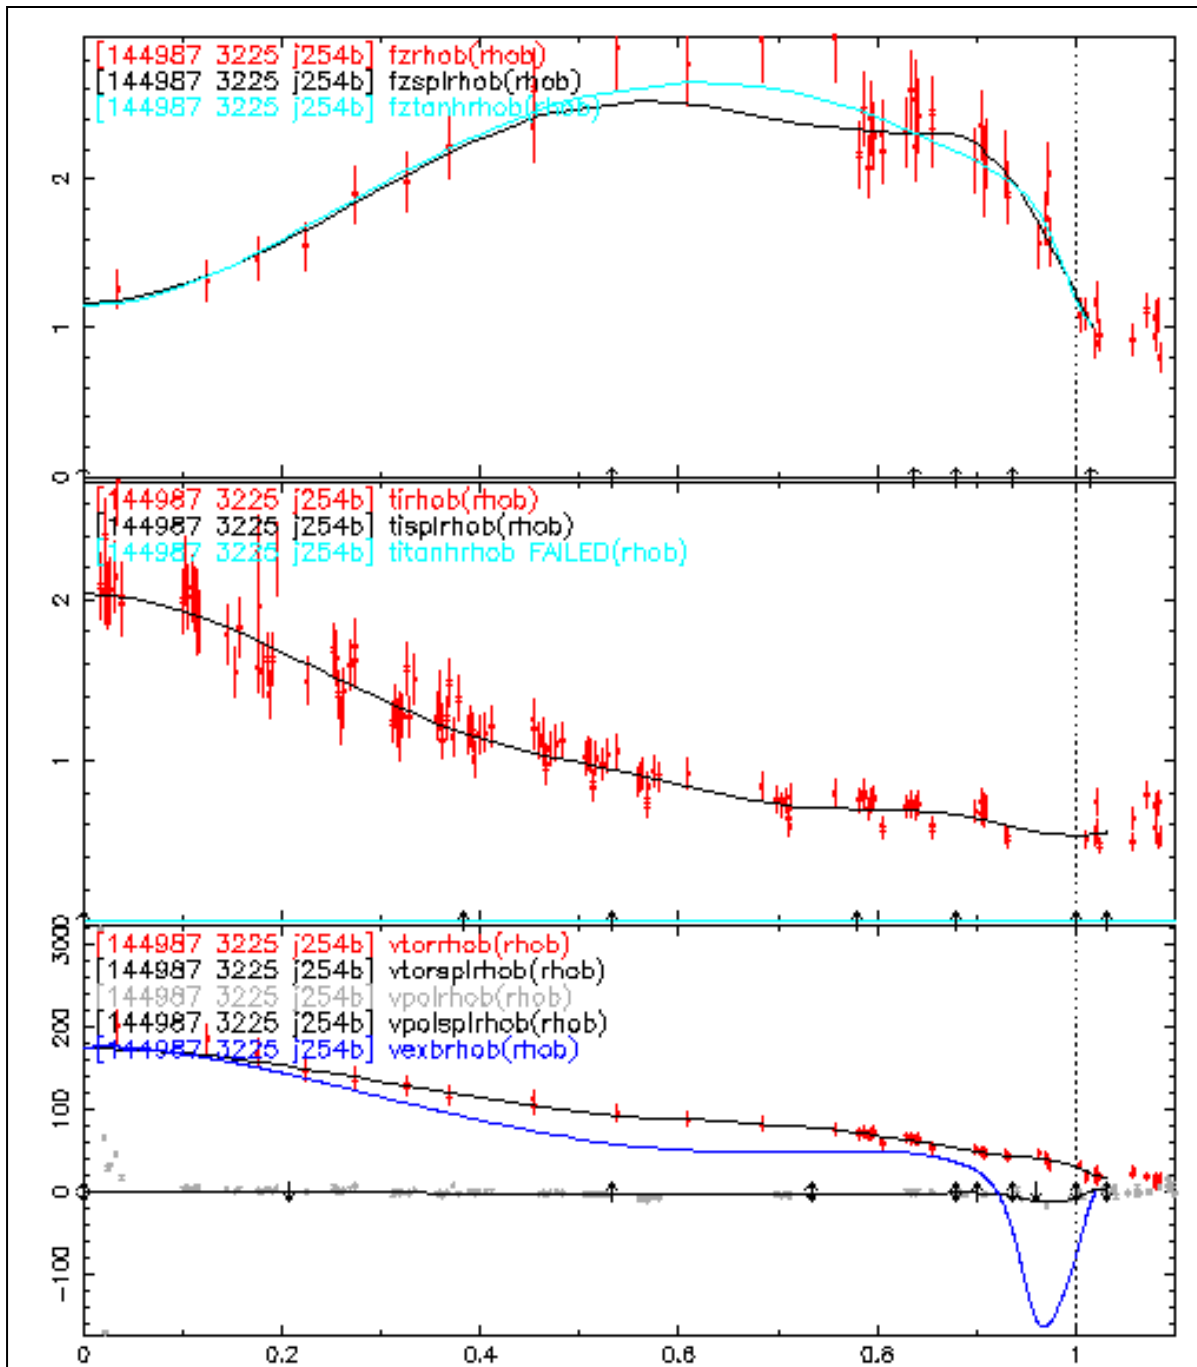 [144987 3225 j254b] fzrhob(rhob)
[144987 3225 j254b] fzsplrhob(rhob)
[144987 3225 j254b] fztanhrhob(rhob)
2
1
0
[144987 3225 j254b] tirhob(rhob)
[144987 3225 j254b] tisplrhob(rhob)
[144987 3225 j254b] titanhrhob FAILED(rhob)
2
1
300
0
[144987 3225 j254b] vtorrhob(rhob)
[144987 3225 j254b] vtorsplrhob(rhob)
[144987 3225 j254b] vpolrhob(rhob)
[144987 3225 j254b] vpolsplrhob(rhob)
[144987 3225 j254b] vexbrhob(rhob)
200
100
0
-100
0 0.2 0.4 0.6 0.8 1